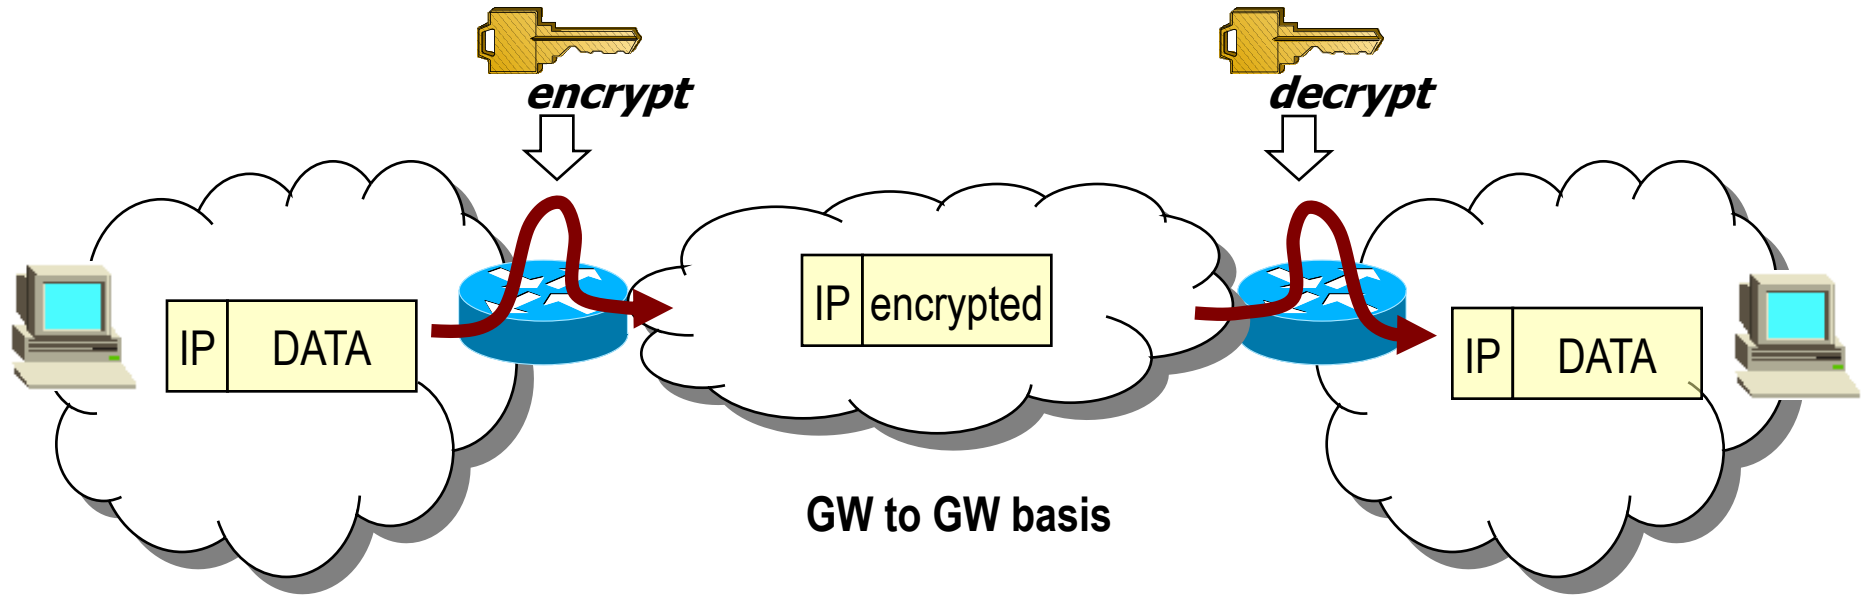 encrypt
decrypt
IP DATA
IP encrypted
IP DATA
GW to GW basis